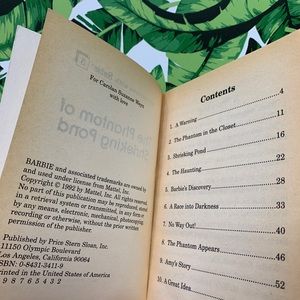 For Carolan Suzanne Ware
with love
The Phantom of
Shrieking Pond
BARBIE and associated trademarks are owned by
and used under license from Mattel, Inc.
Copyright © 1992 by Mattel, Inc. All rights reserved.
No part of this publication may be reproduced, stored
in a retrieval system or transmitted, in any form or
by any means, electronic, mechanical, photocopying
recording or otherwise, without the prior written
permission of the publisher.
Published by Price Stern Sloan, Inc.
11150 Olympic Boulevard
Los Angeles, California 90064
ISBN: 0-8431-3411-9
Printed in the United States of America
9 8 7 6 5 4 3 2
Contents
1. A Warning 4
2. The Phantom in the Closet 11
3. Shrieking Pond 16
4. The Haunting 22
5. Barbie's Discovery 28
6. A Race into Darkness 33
7. No Way Out! 40
8. The Phantom Appears 46
9. Amy's Story 52
10. A Great Idea